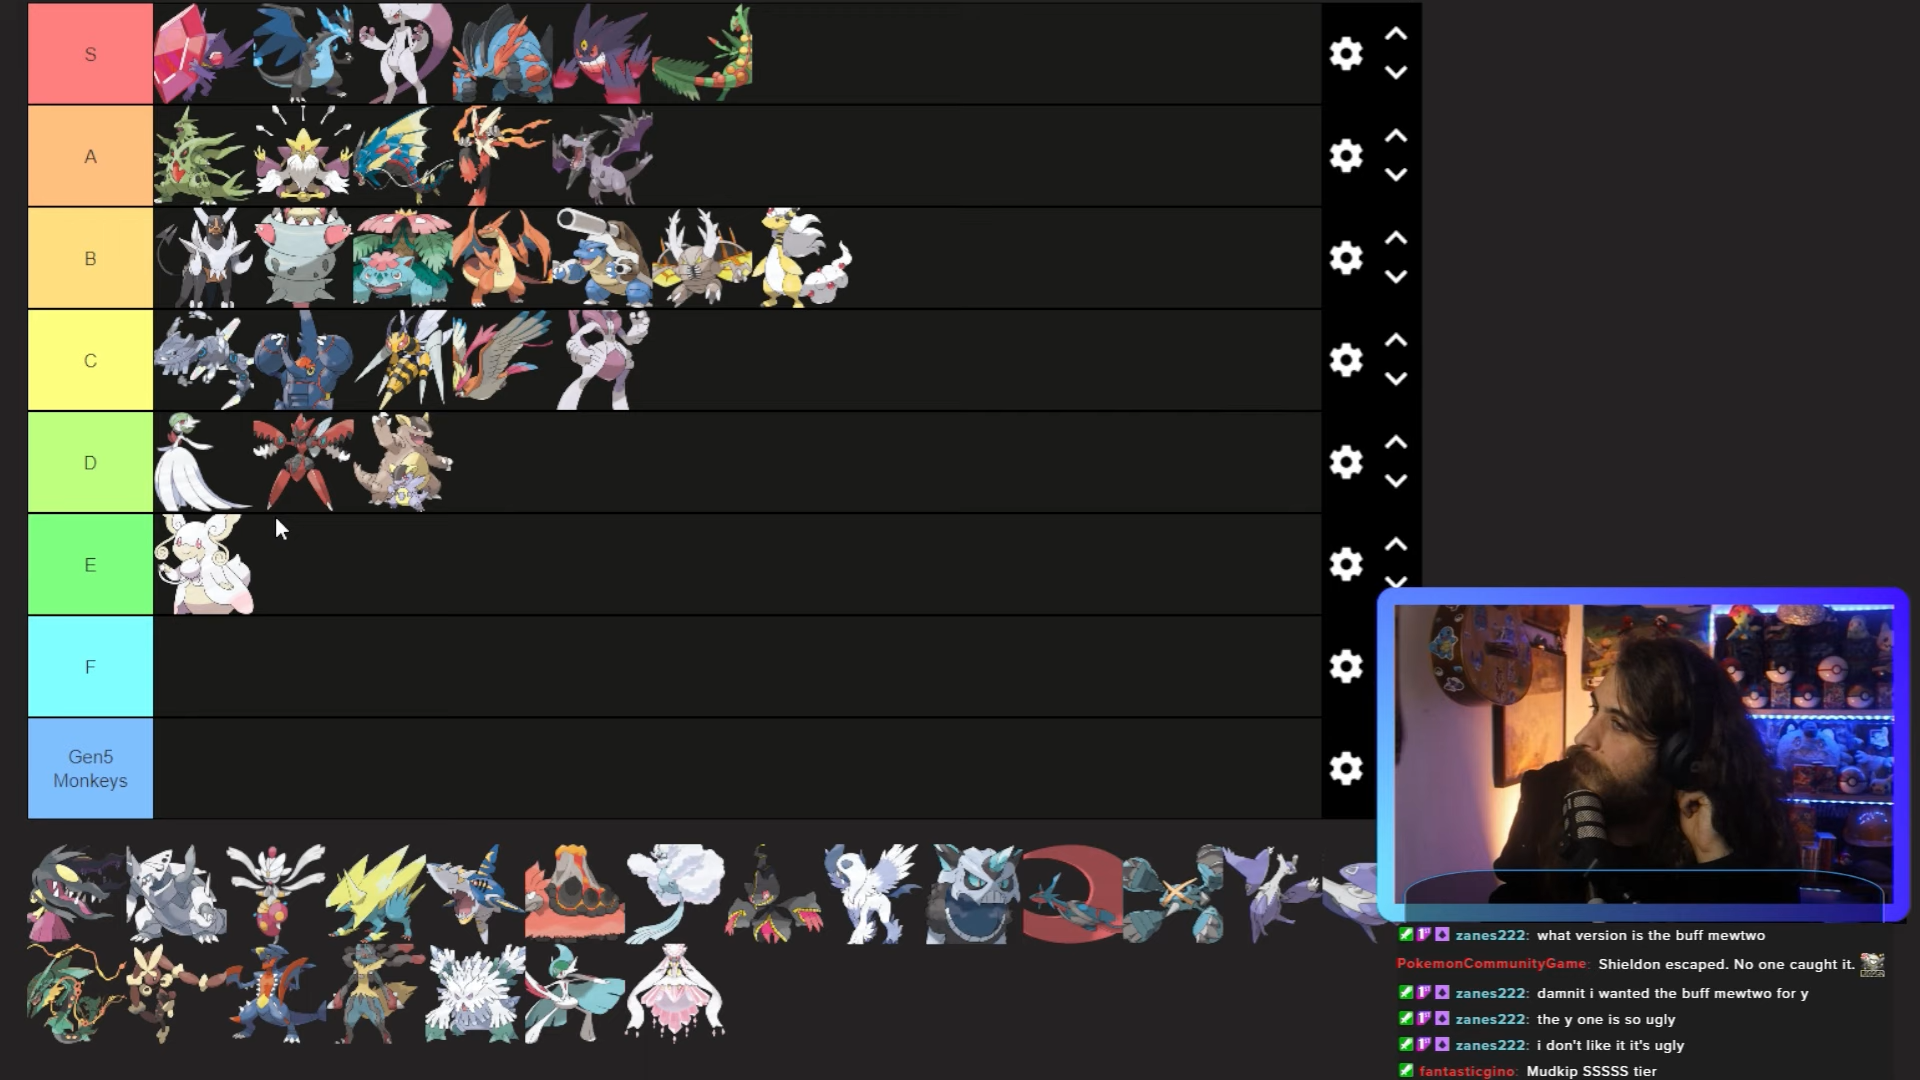 S
A
B
C
D
E
F
Gen5
Monkeys
zanes222: what version is the buff mewtwo
PokemonCommunityGame: Shieldon escaped. No one caught it.
zanes222: damnit i wanted the buff mewtwo for y
zanes222: the y one is so ugly
zanes222: i don't like it it's ugly
fantasticgino: Mudkip SSSSS tier